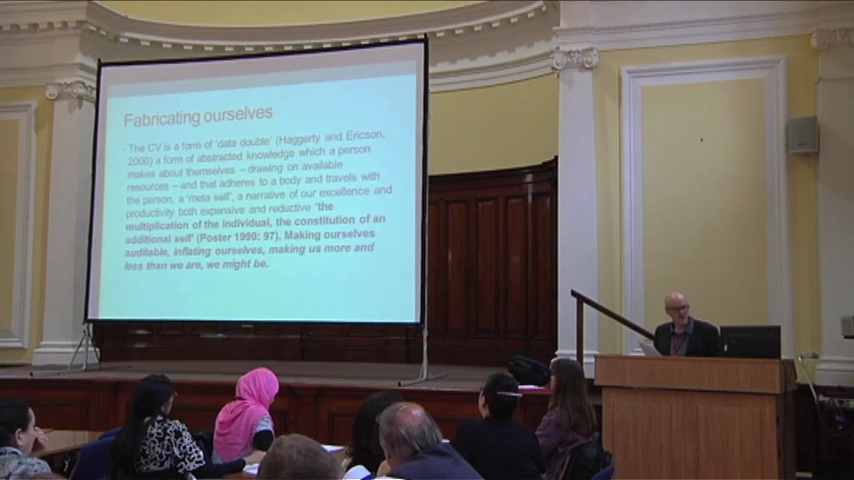 Fabricating ourselves
· The CV is a form of 'data double' (Haggerty and Ericson,
2000) a form of abstracted knowledge which a person
makes about themselves – drawing on available
resources – and that adheres to a body and travels with
the person, a 'meta self', a narrative of our excellence and
productivity both expansive and reductive 'the
multiplication of the individual, the constitution of an
additional self' (Poster 1990: 97). Making ourselves
auditable, inflating ourselves, making us more and
less than we are, we might be.